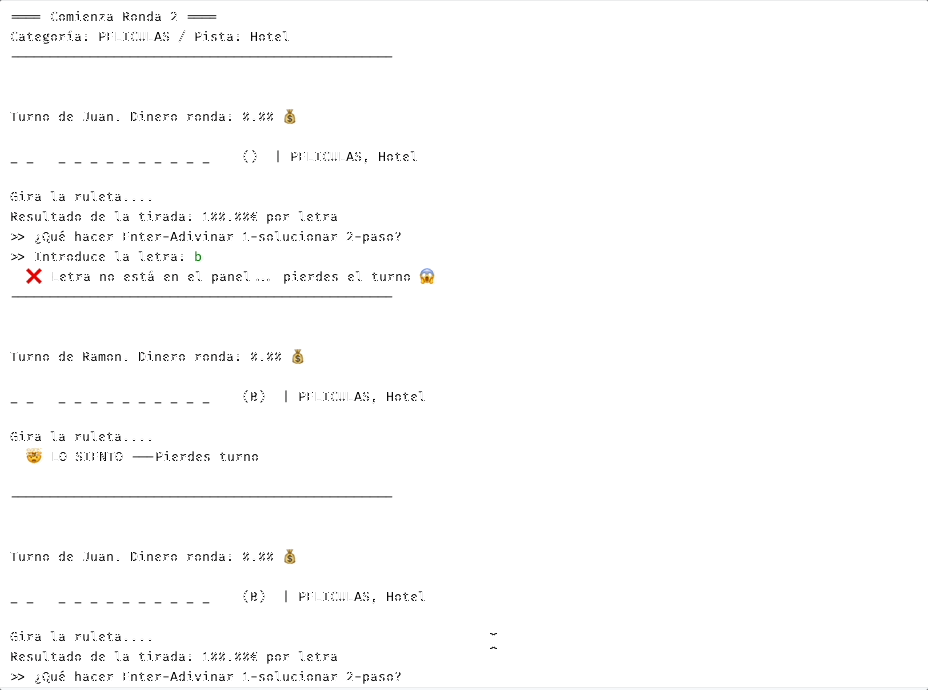 ==== Comienza Ronda 2 ====
Categoría: PELICULAS / Pista: Hotel
________________________________________________
Turno de Juan. Dinero ronda: 0.00 💰
_ _   _ _ _ _ _ _ _ _ _ _    ()  | PELICULAS, Hotel
Gira la ruleta....
Resultado de la tirada: 100.00€ por letra
>> ¿Qué hacer Enter-Adivinar 1-solucionar 2-paso?
>> Introduce la letra: b
❌ Letra no está en el panel... pierdes el turno 😱
________________________________________________
Turno de Ramon. Dinero ronda: 0.00 💰
_ _   _ _ _ _ _ _ _ _ _ _    (B)  | PELICULAS, Hotel
Gira la ruleta....
🤯 LO SIENTO ---Pierdes turno
________________________________________________
Turno de Juan. Dinero ronda: 0.00 💰
_ _   _ _ _ _ _ _ _ _ _ _    (B)  | PELICULAS, Hotel
Gira la ruleta....
Resultado de la tirada: 100.00€ por letra
>> ¿Qué hacer Enter-Adivinar 1-solucionar 2-paso?